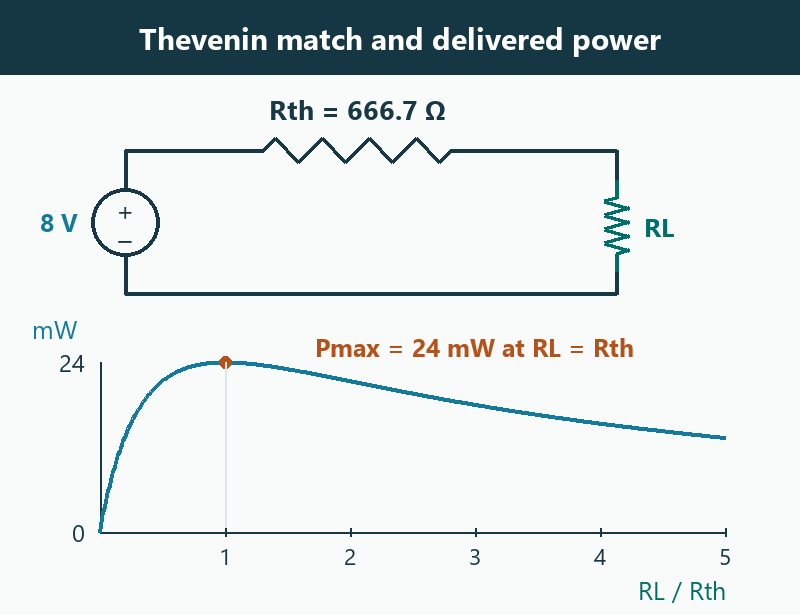 Thevenin match and delivered power
Rth = 666.7 Ω
+
8 V
−
RL
mW
Pmax = 24 mW at RL = Rth
24
0
1 2 3 4 5
RL / Rth